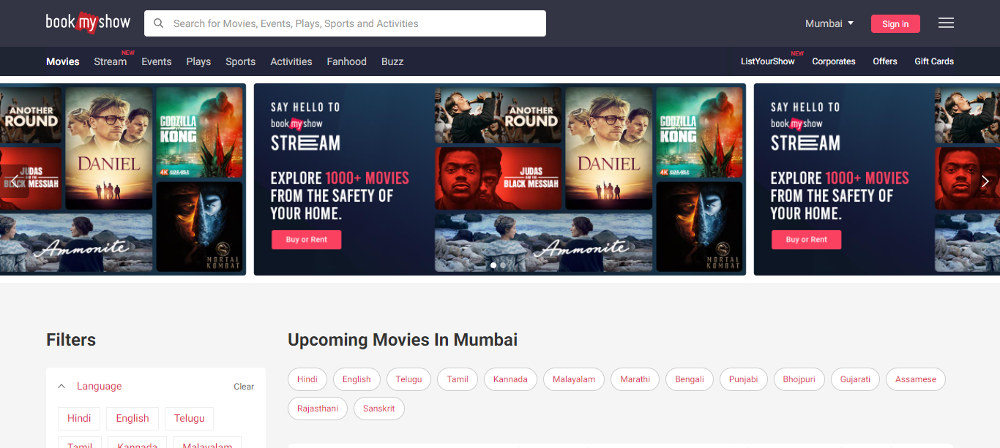 book my show
Search for Movies, Events, Plays, Sports and Activities
Mumbai
Sign in
Movies
Stream
NEW
Events
Plays
Sports
Activities
Fanhood
Buzz
ListYourShow
NEW
Corporates
Offers
Gift Cards
ANOTHER
ROUND
DANIEL
GODZILLA
KONG
4K
JUDAS
AND THE
BLACK MESSIAH
Ammonite
MORTAL
KOMBAT
SAY HELLO TO
book my show
STREAM
EXPLORE 1000+ MOVIES
FROM THE SAFETY OF
YOUR HOME.
Buy or Rent
ANOTHER
ROUND
DANIEL
GODZILLA
KONG
4K
JUDAS
AND THE
BLACK MESSIAH
Ammonite
MORTAL
KOMBAT
SAY HELLO TO
book my show
STREAM
EXPLORE 1000+ MOVIES
FROM THE SAFETY OF
YOUR HOME.
Buy or Rent
Filters
Language
Clear
Hindi
English
Telugu
Tamil
Kannada
Malayalam
Upcoming Movies In Mumbai
Hindi
English
Telugu
Tamil
Kannada
Malayalam
Marathi
Bengali
Punjabi
Bhojpuri
Gujarati
Assamese
Rajasthani
Sanskrit